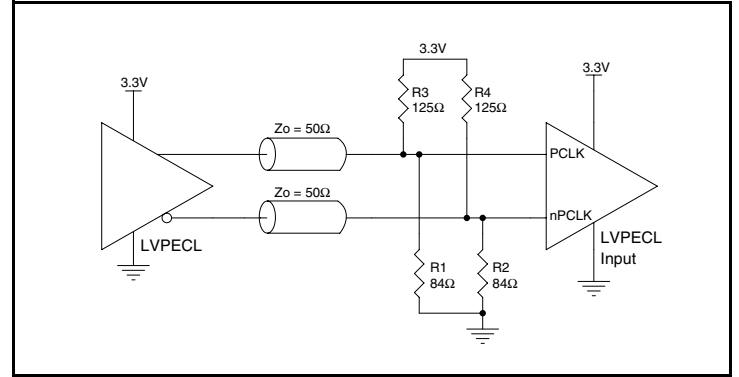 3.3V
3.3V
3.3V
R3
125Ω
R4
125Ω
Zo = 50Ω
PCLK
Zo = 50Ω
nPCLK
LVPECL
LVPECL
Input
R1
84Ω
R2
84Ω